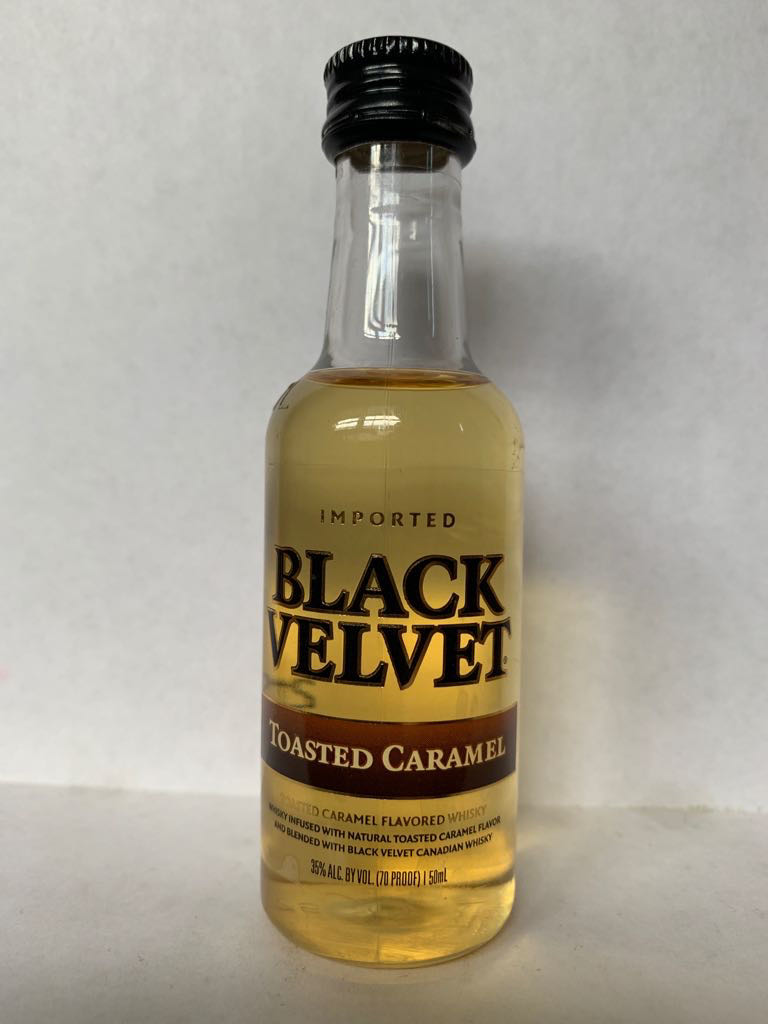 IMPORTED
BLACK
VELVET
TOASTED CARAMEL
TOASTED CARAMEL FLAVORED WHISKY
WHISKY INFUSED WITH NATURAL TOASTED CARAMEL FLAVOR
AND BLENDED WITH BLACK VELVET CANADIAN WHISKY
35% ALC. BY VOL. (70 PROOF) | 50mL